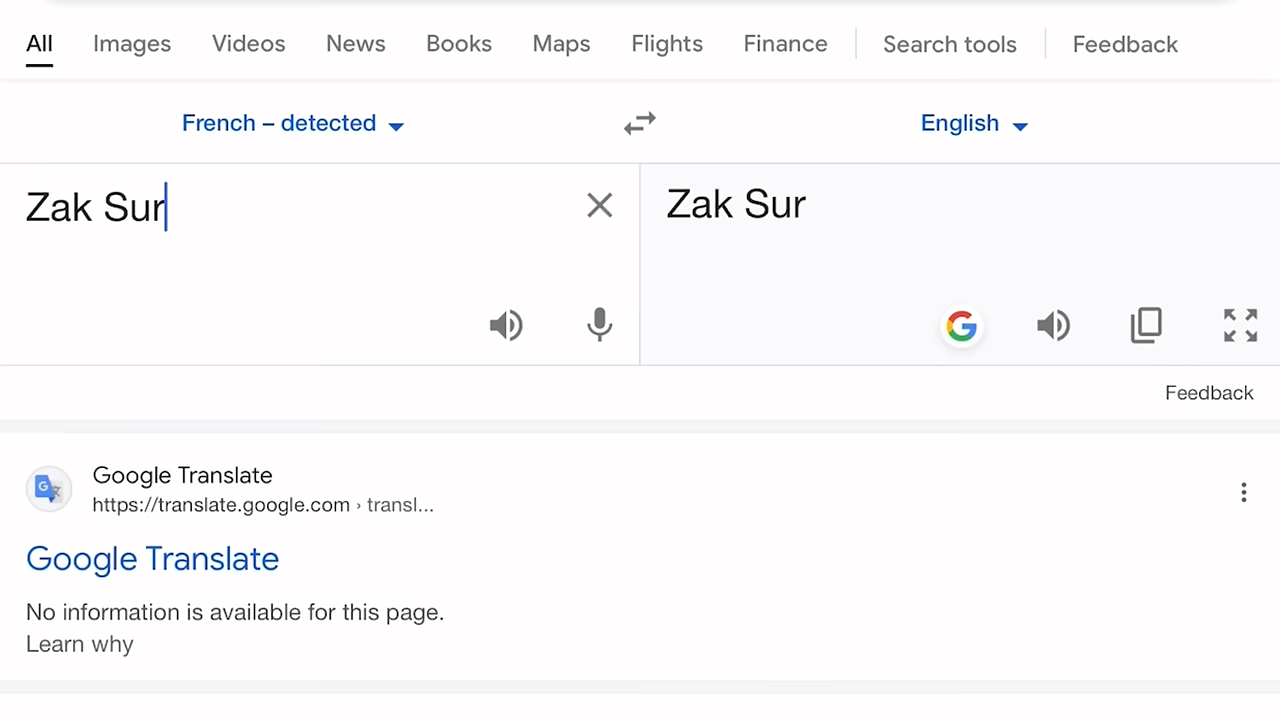 All Images Videos News Books Maps Flights Finance Search tools Feedback
French – detected English
Zak Sur
Zak Sur
Feedback
Google Translate
https://translate.google.com › transl...
Google Translate
No information is available for this page.
Learn why